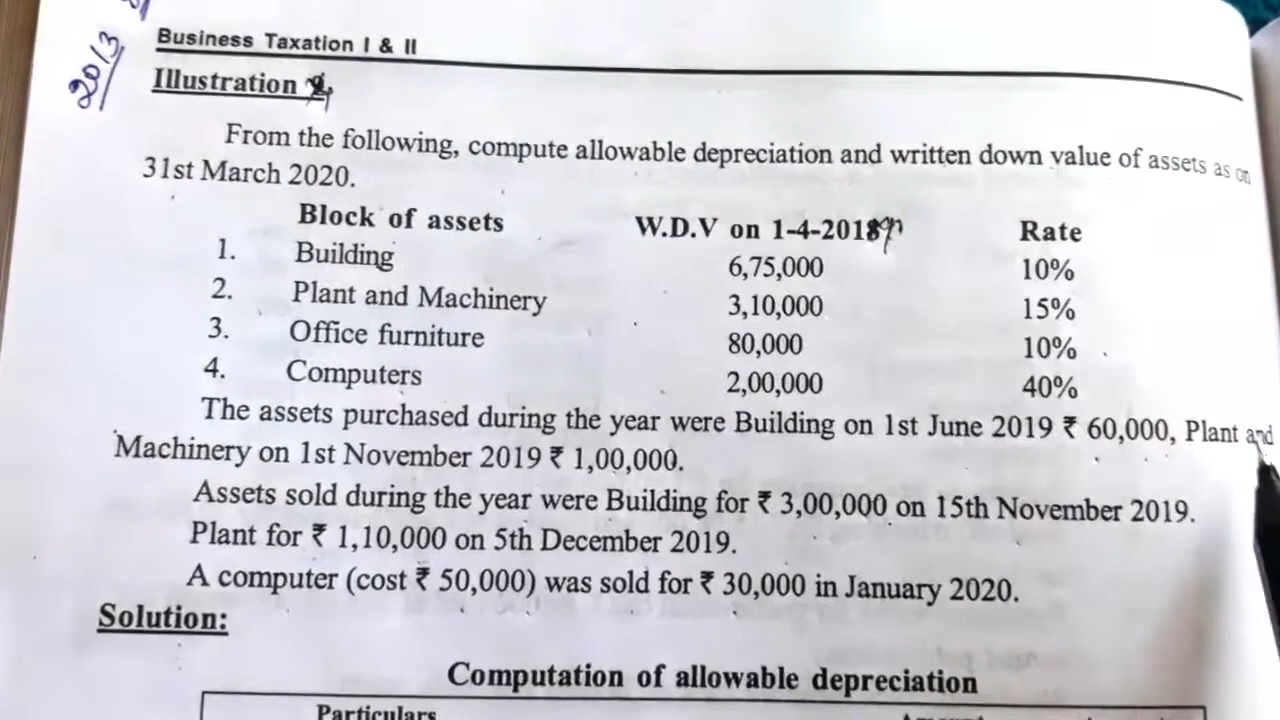 2013
Business Taxation I & II
Illustration
From the following, compute allowable depreciation and written down value of assets as on
31st March 2020.
Block of assets W.D.V on 1-4-2018 Rate
1. Building 6,75,000 10%
2. Plant and Machinery 3,10,000 15%
3. Office furniture 80,000 10%
4. Computers 2,00,000 40%
The assets purchased during the year were Building on 1st June 2019 ₹ 60,000, Plant and
Machinery on 1st November 2019 ₹ 1,00,000.
Assets sold during the year were Building for ₹ 3,00,000 on 15th November 2019.
Plant for ₹ 1,10,000 on 5th December 2019.
A computer (cost ₹ 50,000) was sold for ₹ 30,000 in January 2020.
Solution:
Computation of allowable depreciation
Particulars